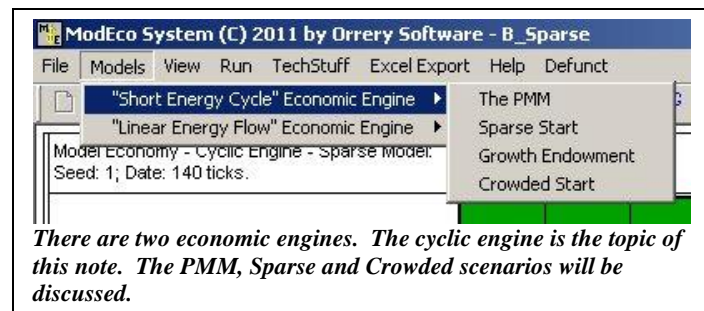 ModEco System (C) 2011 by Orrery Software - B_Sparse
File Models View Run TechStuff Excel Export Help Defunct
"Short Energy Cycle" Economic Engine
The PMM
"Linear Energy Flow" Economic Engine
Sparse Start
Growth Endowment
Crowded Start
Model Economy - Cyclic Engine - Sparse Model:
Seed: 1; Date: 140 ticks.
There are two economic engines. The cyclic engine is the topic of
this note. The PMM, Sparse and Crowded scenarios will be
discussed.